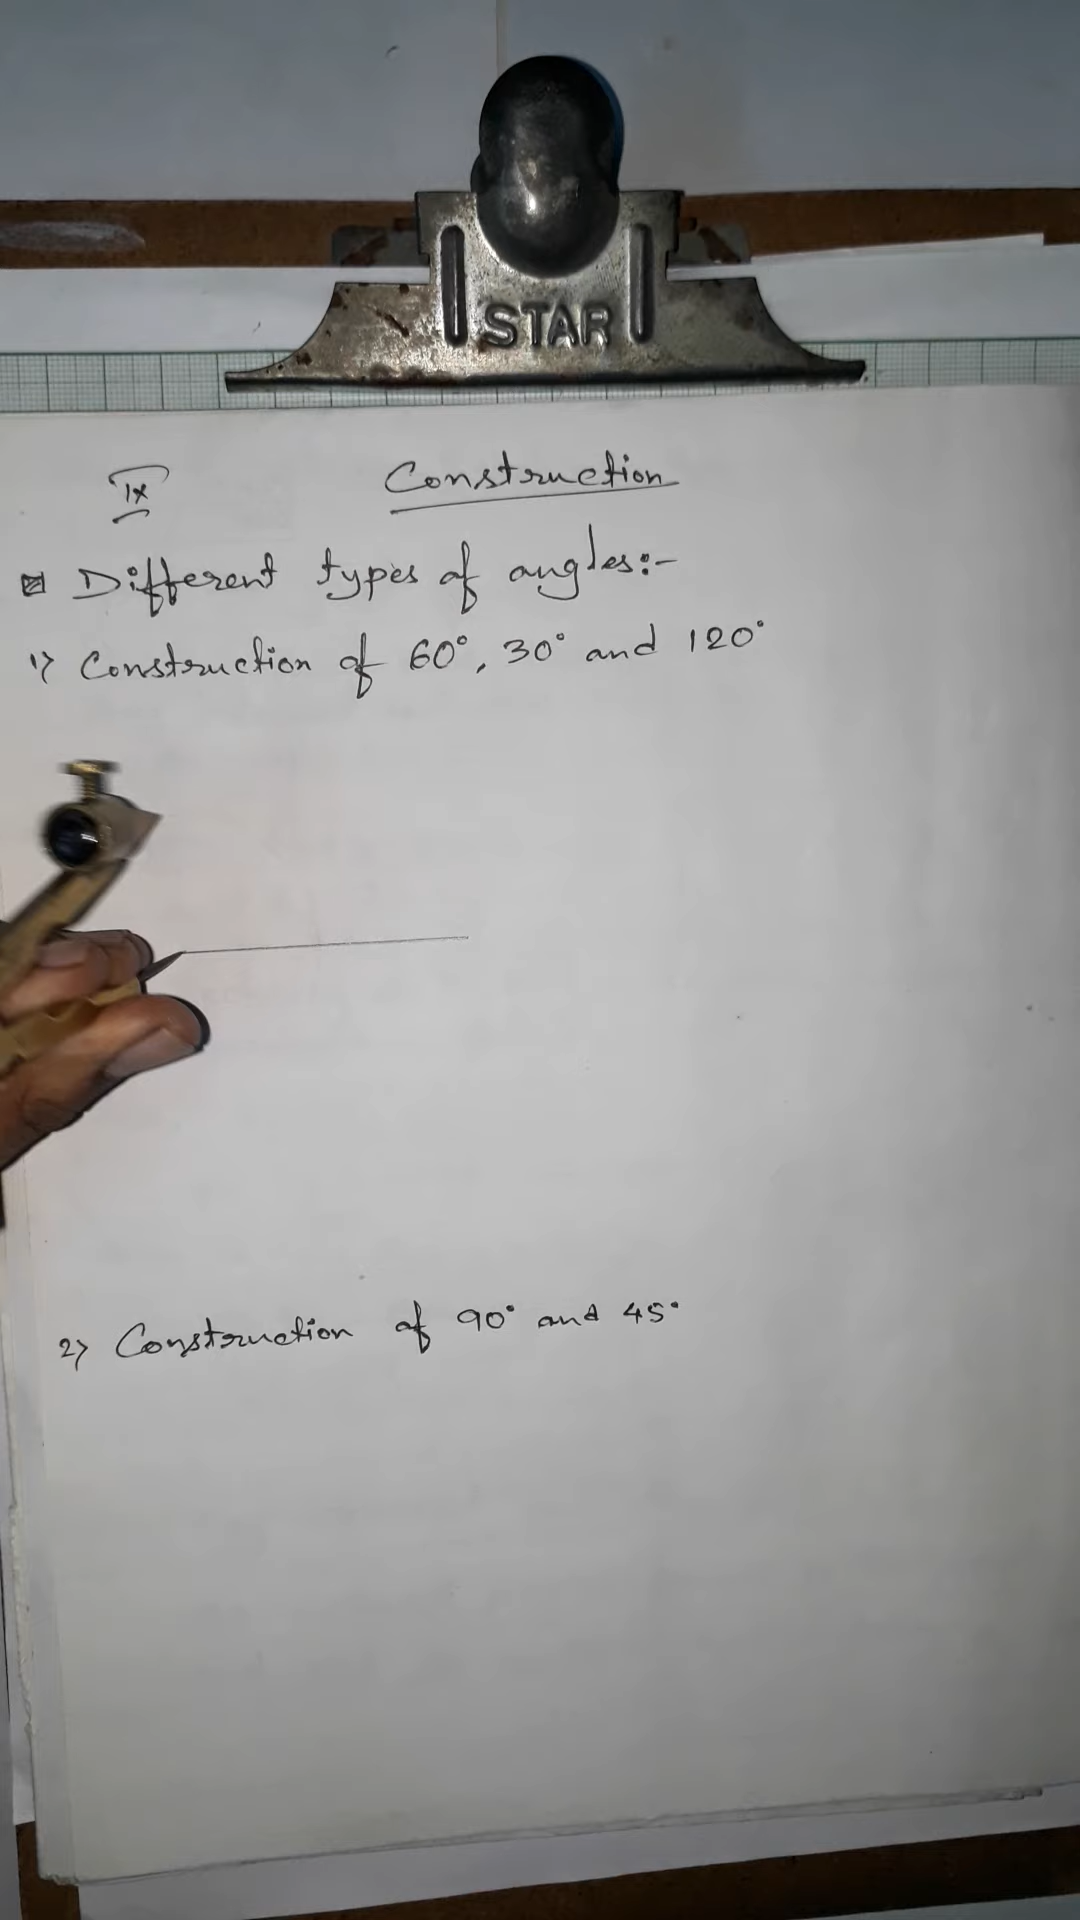 STAR
IX
Construction
Different types of angles:-
1) Construction of 60°, 30° and 120°
2) Construction of 90° and 45°